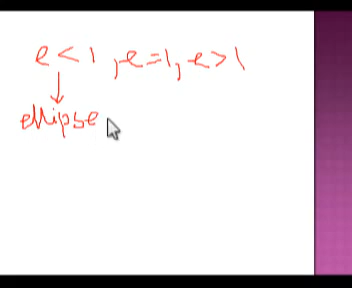 e < 1 , e = 1, e > 1
ellipse